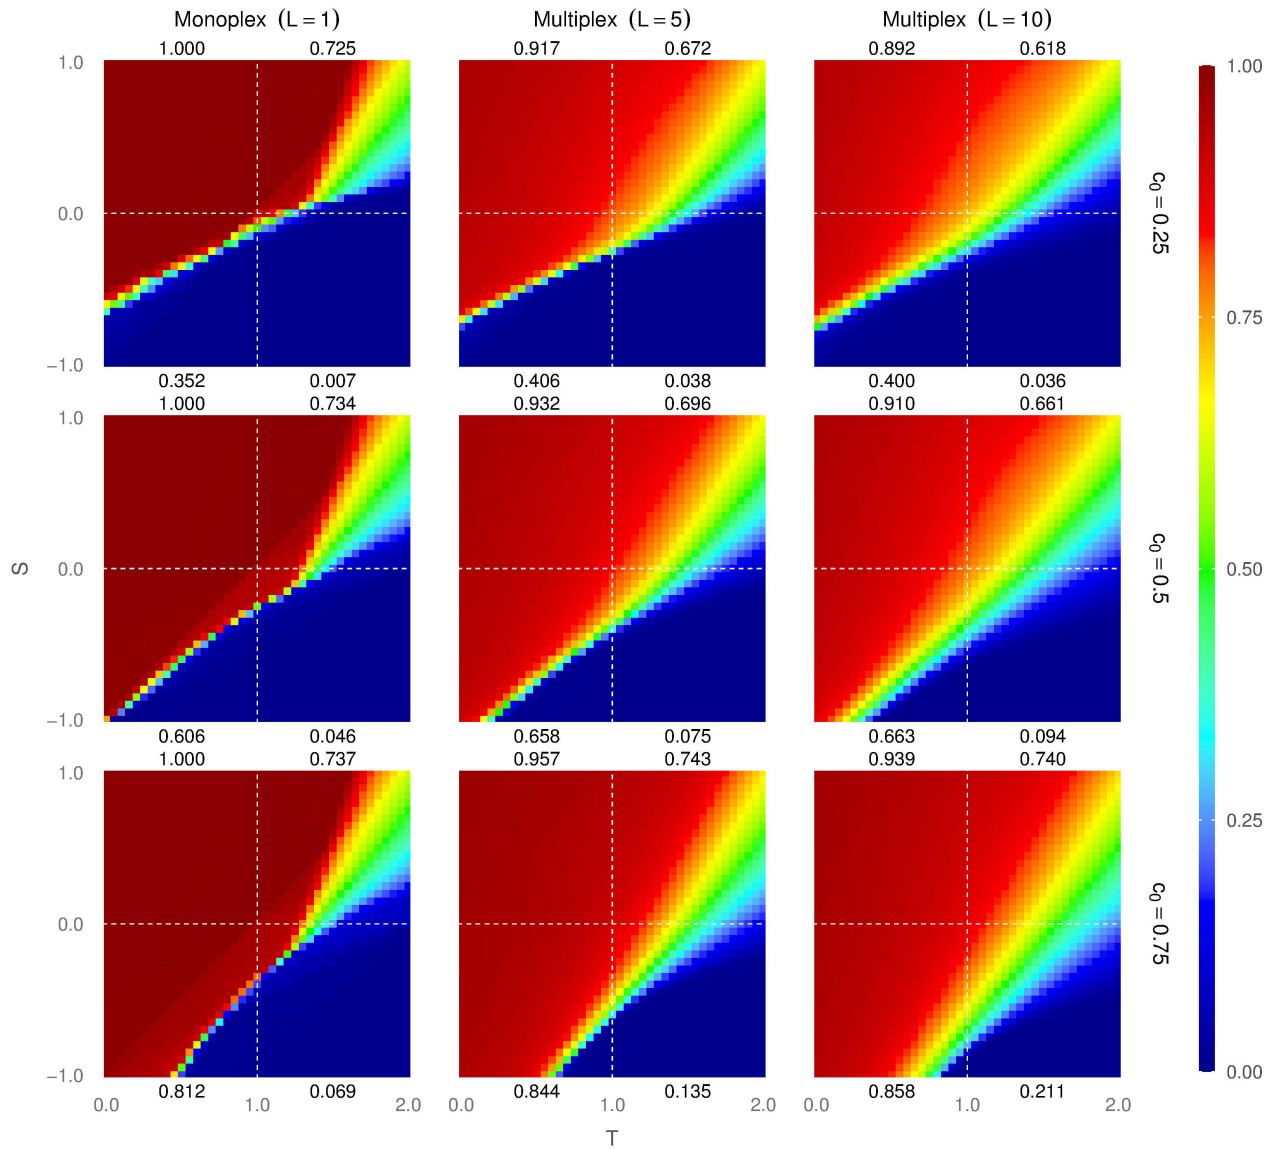 Monoplex (L = 1) Multiplex (L = 5) Multiplex (L = 10)
1.000 0.725 0.917 0.672 0.892 0.618
1.0 1.00
c₀ = 0.25
0.0
0.75
−1.0
0.352 0.007 0.406 0.038 0.400 0.036
1.000 0.734 0.932 0.696 0.910 0.661
1.0
S 0.0 c₀ = 0.5 0.50
−1.0
0.606 0.046 0.658 0.075 0.663 0.094
1.000 0.737 0.957 0.743 0.939 0.740
1.0
0.25
0.0 c₀ = 0.75
−1.0 0.00
0.812 0.069 0.844 0.135 0.858 0.211
0.0 1.0 2.0 0.0 1.0 2.0 0.0 1.0 2.0
T